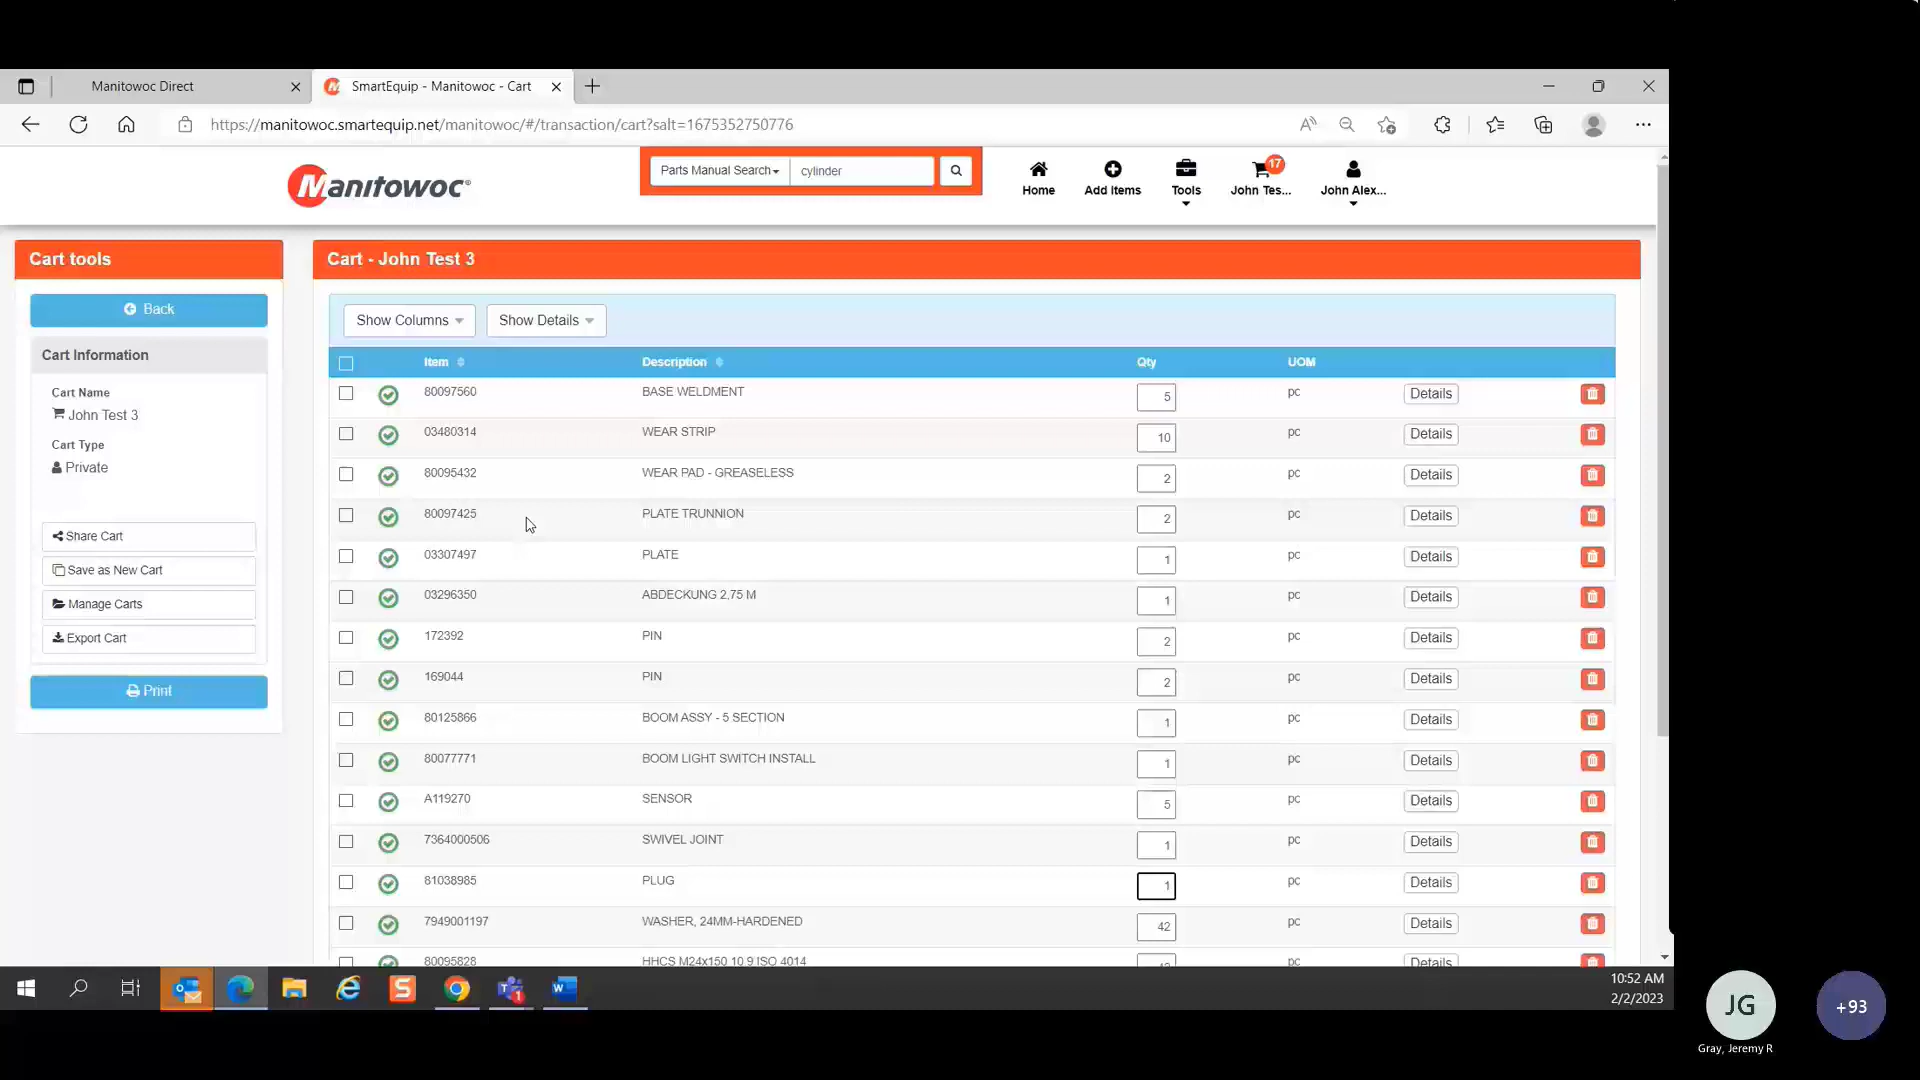 Manitowoc Direct
SmartEquip - Manitowoc - Cart
https://manitowoc.smartequip.net/manitowoc/#/transaction/cart?salt=1675352750776
Manitowoc®
Parts Manual Search
cylinder
Home
Add Items
Tools
17
John Tes...
John Alex...
Cart tools
Back
Cart Information
Cart Name
John Test 3
Cart Type
Private
Share Cart
Save as New Cart
Manage Carts
Export Cart
Print
Cart - John Test 3
Show Columns
Show Details
Item Description Qty UOM
80097560 BASE WELDMENT 5 pc Details
03480314 WEAR STRIP 10 pc Details
80095432 WEAR PAD - GREASELESS 2 pc Details
80097425 PLATE TRUNNION 2 pc Details
03307497 PLATE 1 pc Details
03296350 ABDECKUNG 2,75 M 1 pc Details
172392 PIN 2 pc Details
169044 PIN 2 pc Details
80125866 BOOM ASSY - 5 SECTION 1 pc Details
80077771 BOOM LIGHT SWITCH INSTALL 1 pc Details
A119270 SENSOR 5 pc Details
7364000506 SWIVEL JOINT 1 pc Details
81038985 PLUG 1 pc Details
7949001197 WASHER, 24MM-HARDENED 42 pc Details
80095828 HHCS M24x150 10.9 ISO 4014 pc Details
10:52 AM
2/2/2023
JG
+93
Gray, Jeremy R